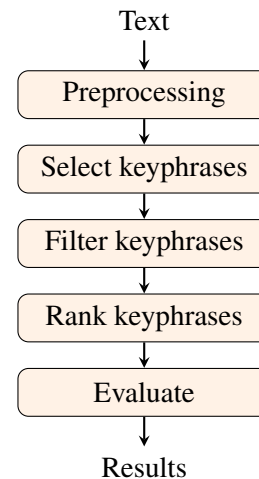 Text
Preprocessing
Select keyphrases
Filter keyphrases
Rank keyphrases
Evaluate
Results